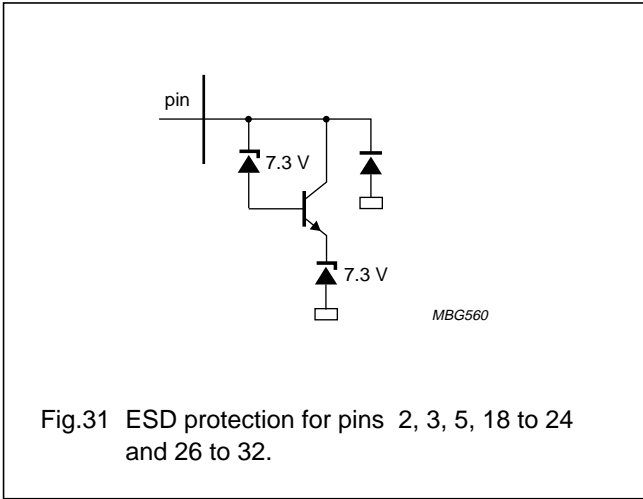 pin
7.3 V
7.3 V
MBG560
Fig.31 ESD protection for pins 2, 3, 5, 18 to 24
and 26 to 32.